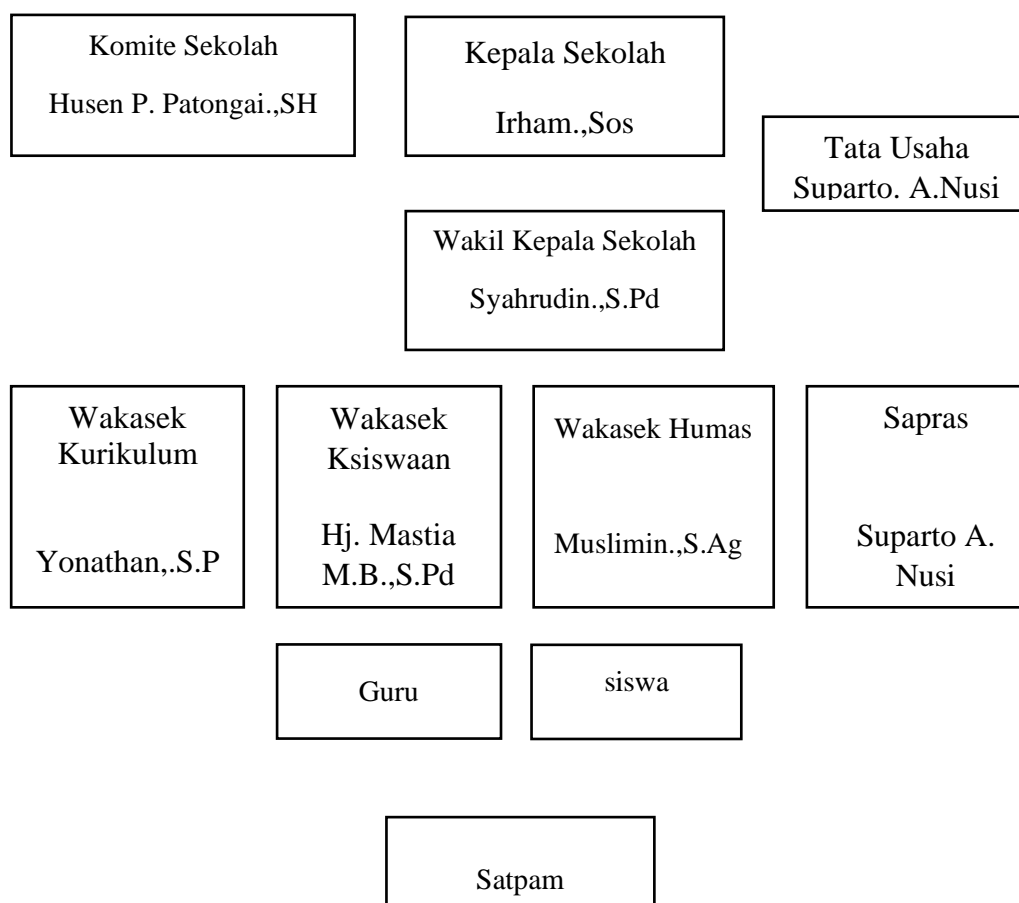 Komite Sekolah
Husen P. Patongai.,SH
Kepala Sekolah
Irham.,Sos
Tata Usaha
Suparto. A.Nusi
Wakil Kepala Sekolah
Syahrudin.,S.Pd
Wakasek
Kurikulum
Yonathan,.S.P
Wakasek
Ksiswaan
Hj. Mastia
M.B.,S.Pd
Wakasek Humas
Muslimin.,S.Ag
Sapras
Suparto A.
Nusi
Guru
siswa
Satpam